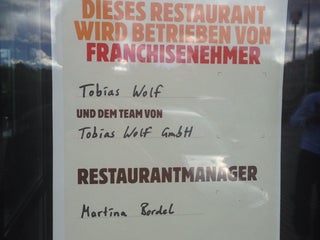 DIESES RESTAURANT
WIRD BETRIEBEN VON
FRANCHISENEHMER
Tobias Wolf
UND DEM TEAM VON
Tobias Wolf GmbH
RESTAURANTMANAGER
Martina Bordel